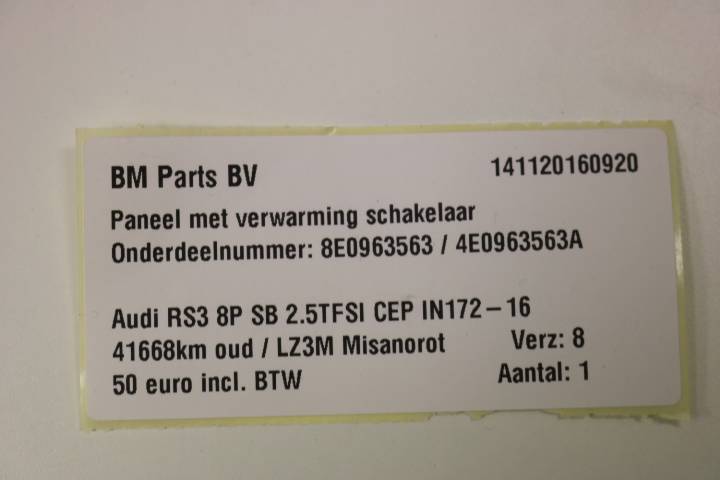 BM Parts BV 141120160920
Paneel met verwarming schakelaar
Onderdeelnummer: 8E0963563 / 4E0963563A
Audi RS3 8P SB 2.5TFSI CEP IN172-16
41668km oud / LZ3M Misanorot Verz: 8
50 euro incl. BTW Aantal: 1